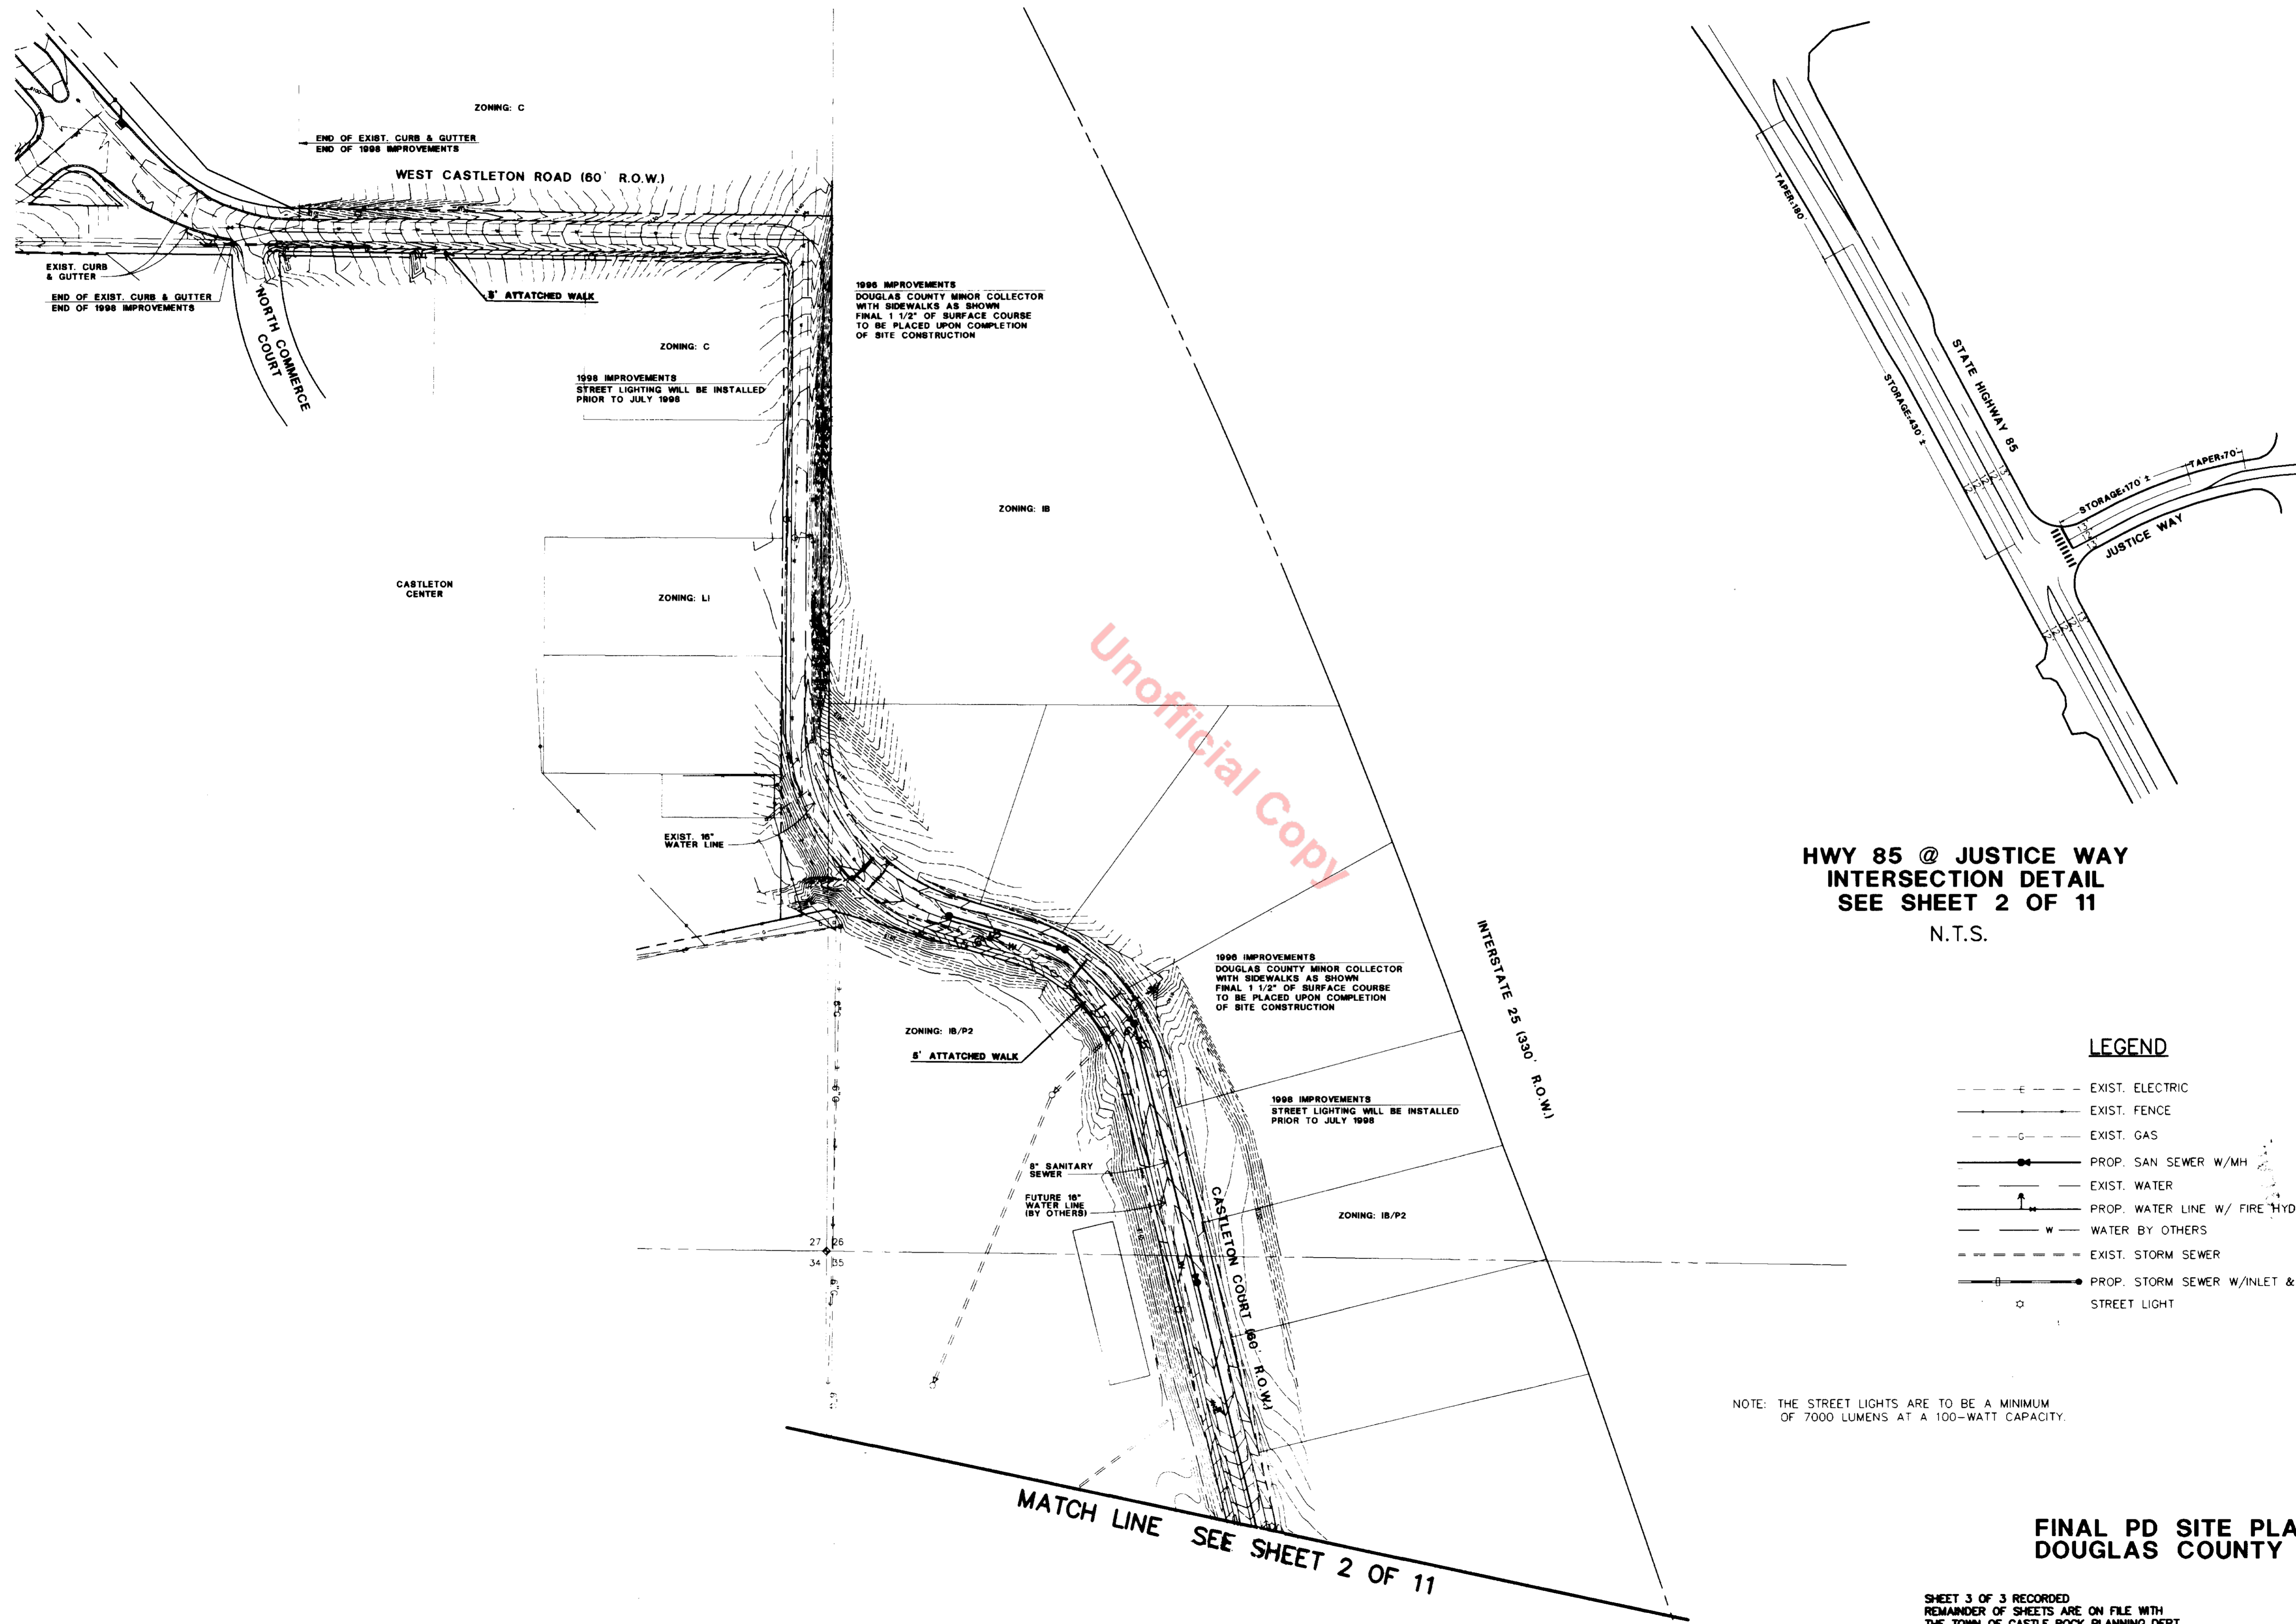 ZONING: C
END OF EXIST. CURB & GUTTER
END OF 1998 IMPROVEMENTS
WEST CASTLETON ROAD (60' R.O.W.)
EXIST. CURB
& GUTTER
END OF EXIST. CURB & GUTTER
END OF 1998 IMPROVEMENTS
NORTH COMMERCE
COURT
ATTATCHED WALK
1996 IMPROVEMENTS
DOUGLAS COUNTY MINOR COLLECTOR
WITH SIDEWALKS AS SHOWN
FINAL 1 1/2" OF SURFACE COURSE
TO BE PLACED UPON COMPLETION
OF SITE CONSTRUCTION
ZONING: C
1998 IMPROVEMENTS
STREET LIGHTING WILL BE INSTALLED
PRIOR TO JULY 1998
ZONING: IB
CASTLETON
CENTER
ZONING: LI
Unofficial Copy
EXIST. 16"
WATER LINE
1996 IMPROVEMENTS
DOUGLAS COUNTY MINOR COLLECTOR
WITH SIDEWALKS AS SHOWN
FINAL 1 1/2" OF SURFACE COURSE
TO BE PLACED UPON COMPLETION
OF SITE CONSTRUCTION
INTERSTATE 25 (330' R.O.W.)
ZONING: IB/P2
ATTATCHED WALK
1998 IMPROVEMENTS
STREET LIGHTING WILL BE INSTALLED
PRIOR TO JULY 1998
8" SANITARY
SEWER
FUTURE 16"
WATER LINE
(BY OTHERS)
CASTLETON COURT (60' R.O.W.)
ZONING: IB/P2
27 26
34 35
MATCH LINE SEE SHEET 2 OF 11
TAPER=180'
STORAGE=430' ±
STATE HIGHWAY 85
STORAGE=170' ±
TAPER=70'
JUSTICE WAY
HWY 85 @ JUSTICE WAY
INTERSECTION DETAIL
SEE SHEET 2 OF 11
N.T.S.
LEGEND
E EXIST. ELECTRIC
EXIST. FENCE
G EXIST. GAS
PROP. SAN SEWER W/MH
EXIST. WATER
PROP. WATER LINE W/ FIRE HYD
W WATER BY OTHERS
EXIST. STORM SEWER
PROP. STORM SEWER W/INLET &
STREET LIGHT
NOTE: THE STREET LIGHTS ARE TO BE A MINIMUM
OF 7000 LUMENS AT A 100-WATT CAPACITY.
FINAL PD SITE PLA
DOUGLAS COUNTY
SHEET 3 OF 3 RECORDED
REMAINDER OF SHEETS ARE ON FILE WITH
THE TOWN OF CASTLE ROCK PLANNING DEPT